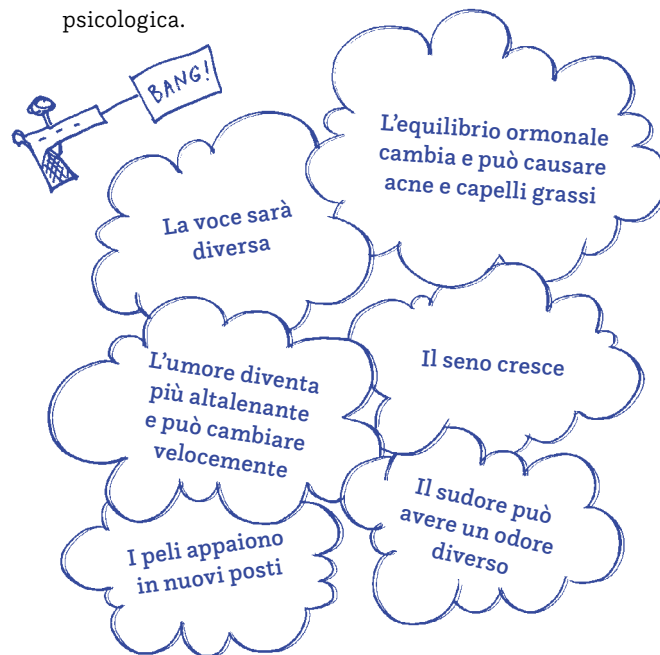 psicologica.
BANG!
L'equilibrio ormonale
cambia e può causare
acne e capelli grassi
La voce sarà
diversa
L'umore diventa
più altalenante
e può cambiare
velocemente
Il seno cresce
Il sudore può
avere un odore
diverso
I peli appaiono
in nuovi posti